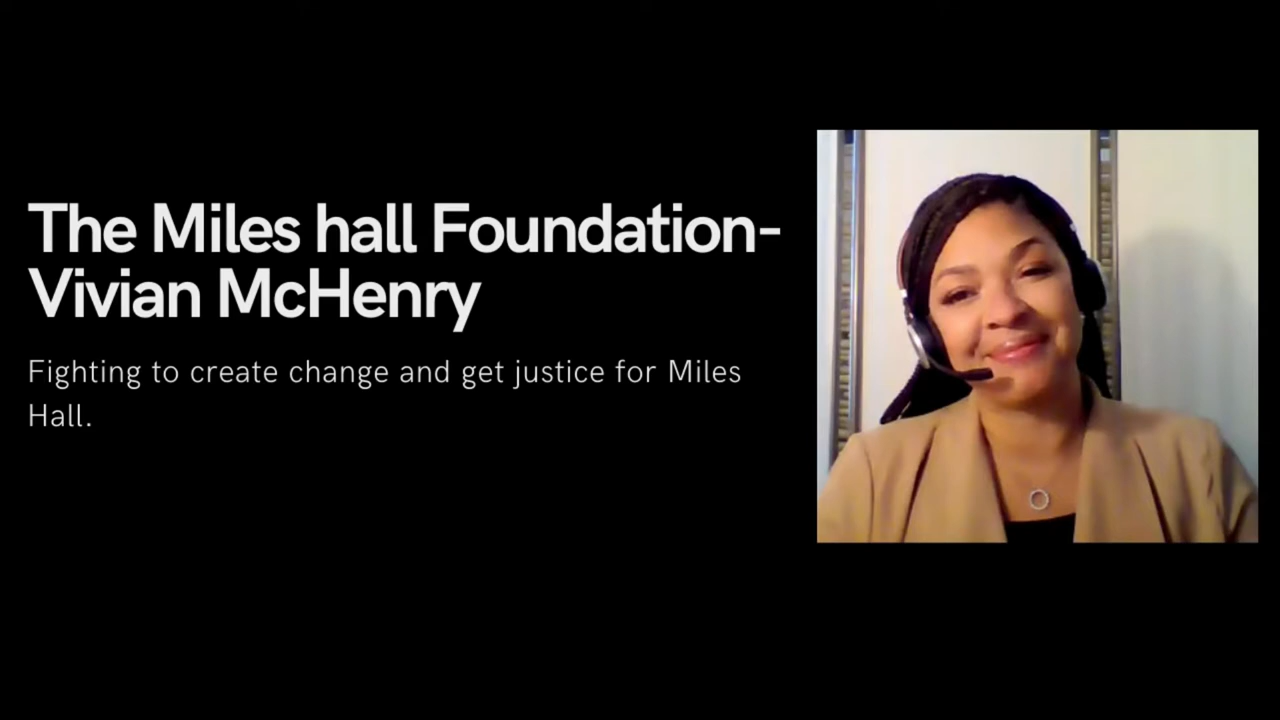 The Miles hall Foundation-
Vivian McHenry
Fighting to create change and get justice for Miles
Hall.